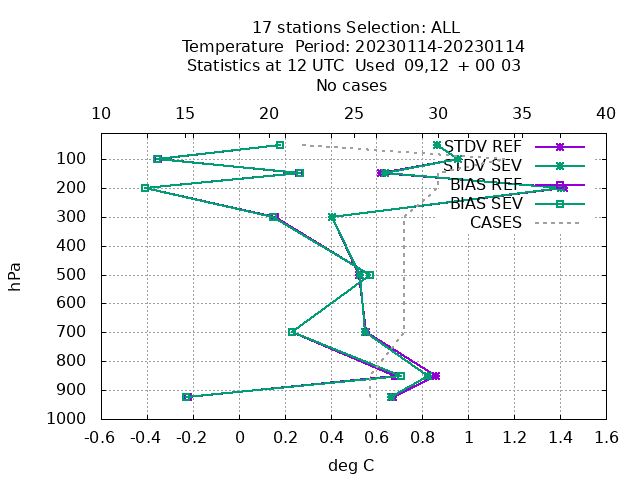 17 stations Selection: ALL
Temperature  Period: 20230114-20230114
Statistics at 12 UTC  Used  09,12  + 00 03
No cases
10 15 20 25 30 35 40
STDV REF
STDV SEV
BIAS REF
BIAS SEV
CASES
100
200
300
400
500
600
700
800
900
1000
hPa
-0.6 -0.4 -0.2 0 0.2 0.4 0.6 0.8 1 1.2 1.4 1.6
deg C